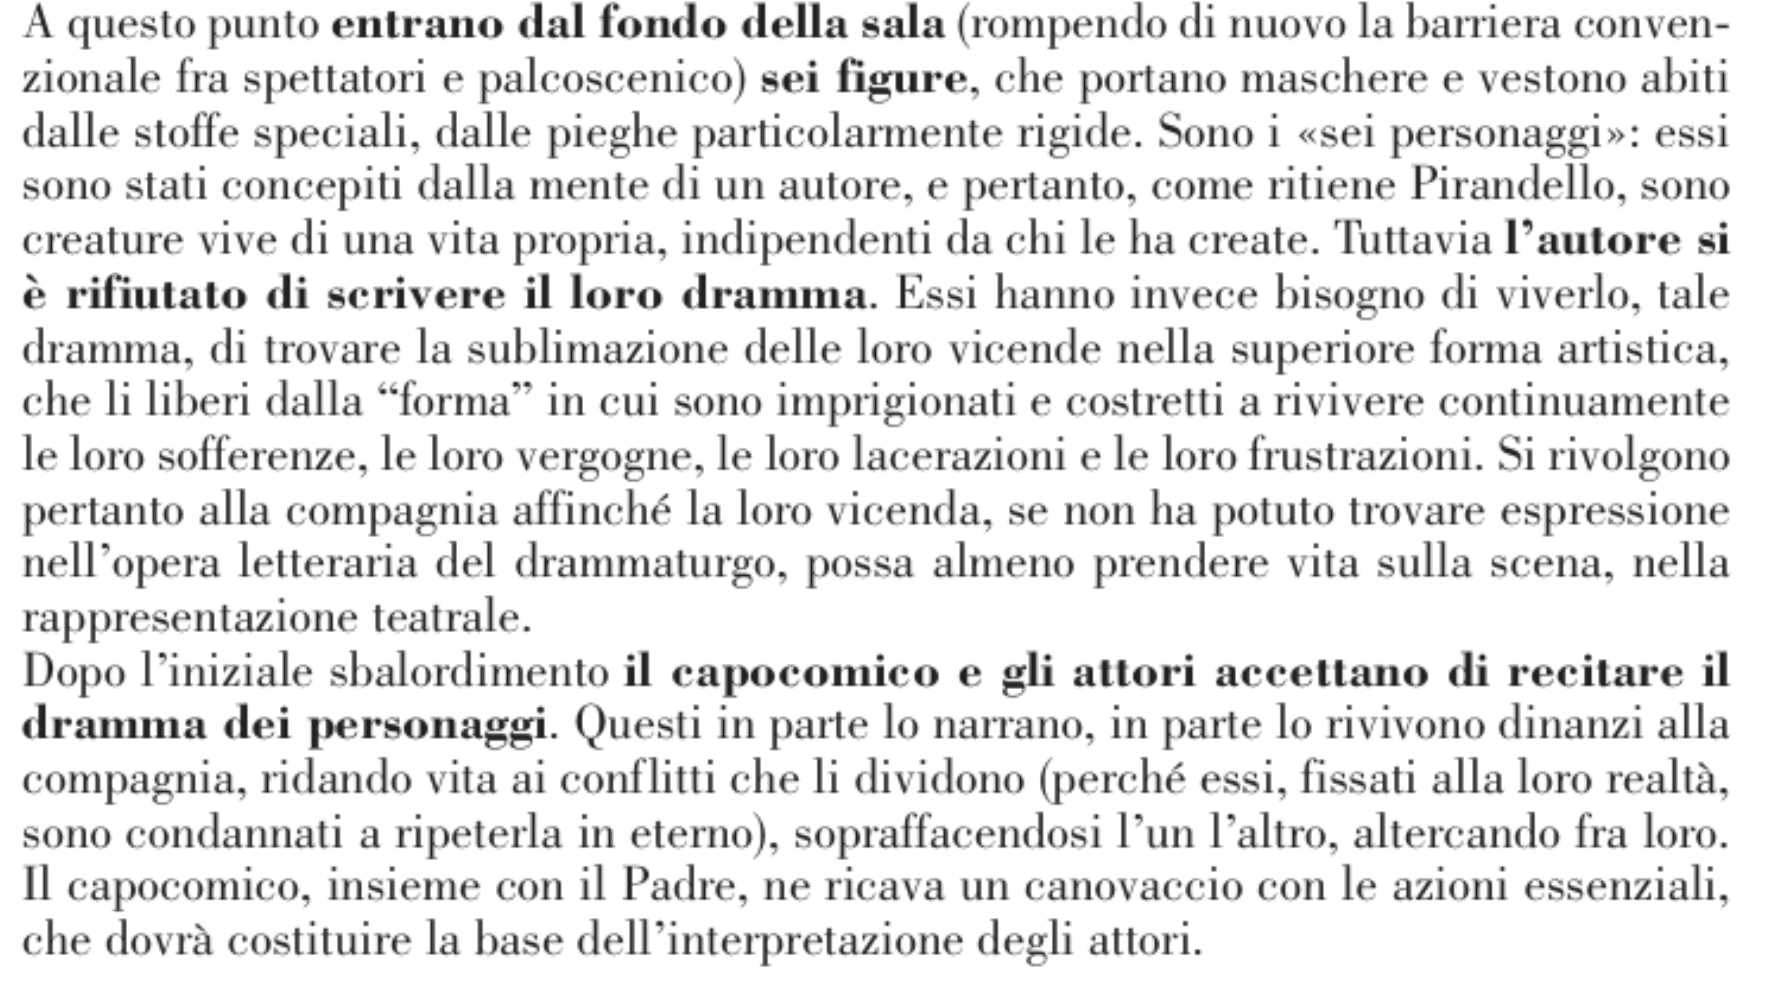 A questo punto entrano dal fondo della sala (rompendo di nuovo la barriera conven-
zionale fra spettatori e palcoscenico) sei figure, che portano maschere e vestono abiti
dalle stoffe speciali, dalle pieghe particolarmente rigide. Sono i «sei personaggi»: essi
sono stati concepiti dalla mente di un autore, e pertanto, come ritiene Pirandello, sono
creature vive di una vita propria, indipendenti da chi le ha create. Tuttavia l’autore si
è rifiutato di scrivere il loro dramma. Essi hanno invece bisogno di viverlo, tale
dramma, di trovare la sublimazione delle loro vicende nella superiore forma artistica,
che li liberi dalla “forma” in cui sono imprigionati e costretti a rivivere continuamente
le loro sofferenze, le loro vergogne, le loro lacerazioni e le loro frustrazioni. Si rivolgono
pertanto alla compagnia affinché la loro vicenda, se non ha potuto trovare espressione
nell’opera letteraria del drammaturgo, possa almeno prendere vita sulla scena, nella
rappresentazione teatrale.
Dopo l’iniziale sbalordimento il capocomico e gli attori accettano di recitare il
dramma dei personaggi. Questi in parte lo narrano, in parte lo rivivono dinanzi alla
compagnia, ridando vita ai conflitti che li dividono (perché essi, fissati alla loro realtà,
sono condannati a ripeterla in eterno), sopraffacendosi l’un l’altro, altercando fra loro.
Il capocomico, insieme con il Padre, ne ricava un canovaccio con le azioni essenziali,
che dovrà costituire la base dell’interpretazione degli attori.